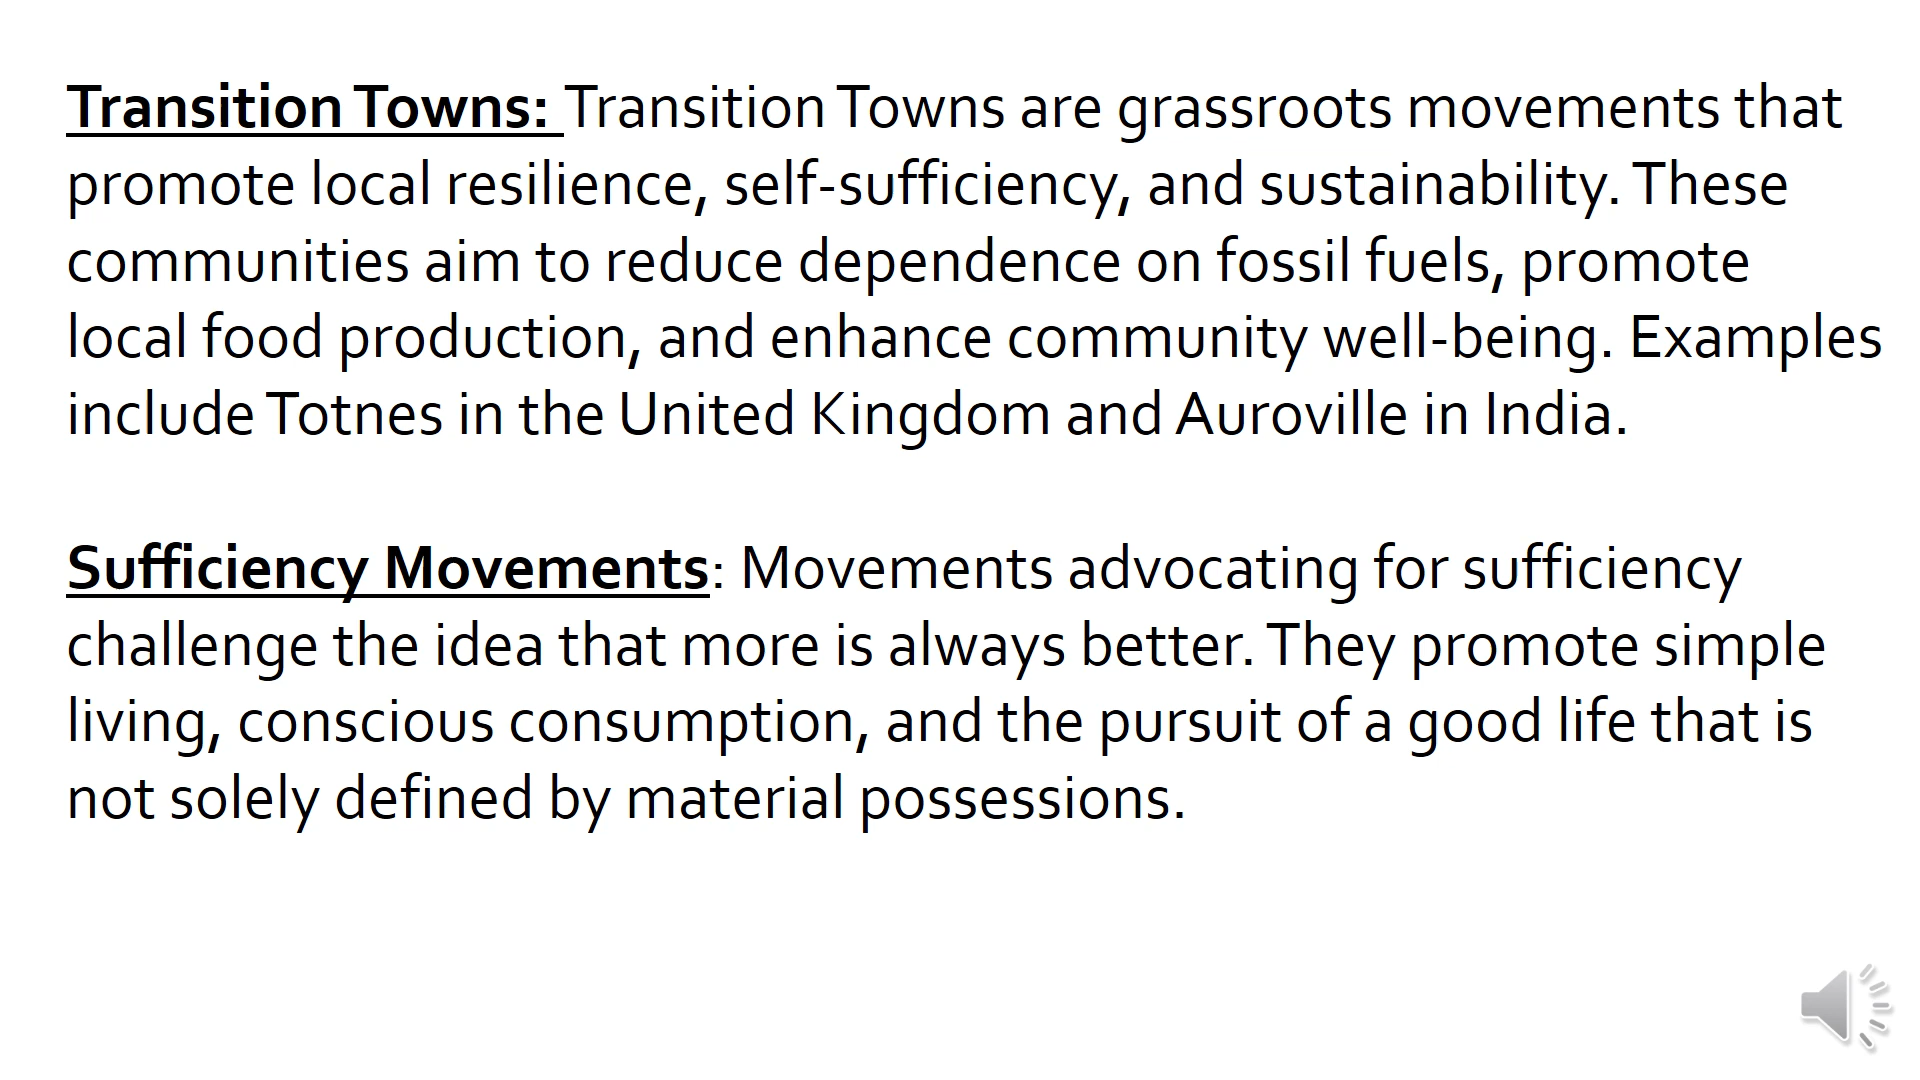 Transition Towns: Transition Towns are grassroots movements that
promote local resilience, self-sufficiency, and sustainability. These
communities aim to reduce dependence on fossil fuels, promote
local food production, and enhance community well-being. Examples
include Totnes in the United Kingdom and Auroville in India.
Sufficiency Movements: Movements advocating for sufficiency
challenge the idea that more is always better. They promote simple
living, conscious consumption, and the pursuit of a good life that is
not solely defined by material possessions.